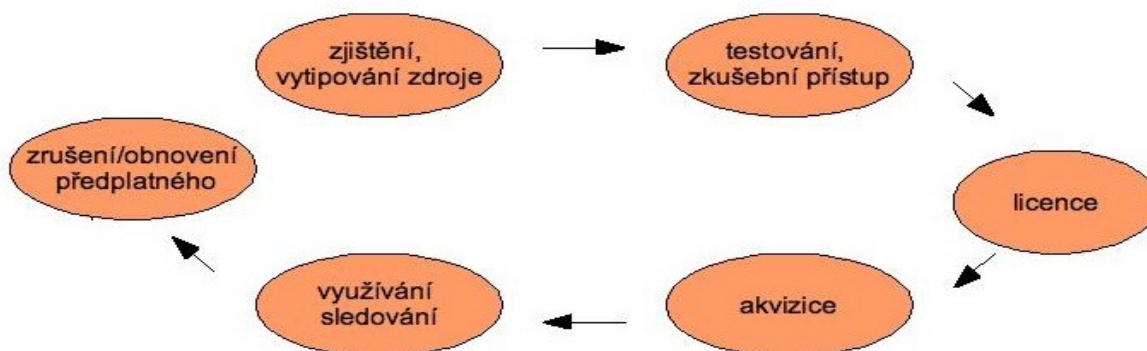 zjištění,
vytipování zdroje
testování,
zkušební přístup
licence
akvizice
využívání
sledování
zrušení/obnovení
předplatného